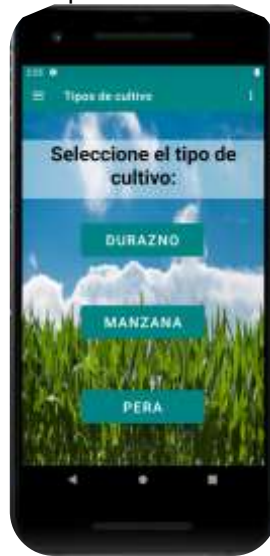 Tipos de cultivo
Seleccione el tipo de
cultivo:
DURAZNO
MANZANA
PERA